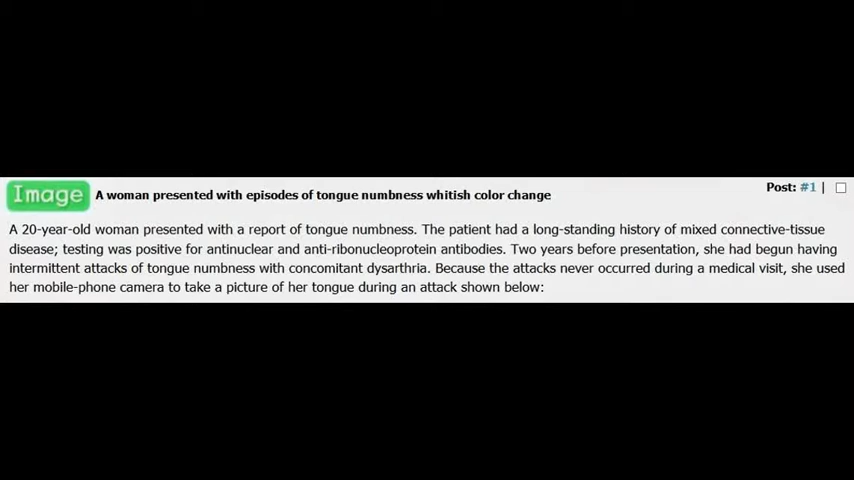 Image A woman presented with episodes of tongue numbness whitish color change Post: #1 |
A 20-year-old woman presented with a report of tongue numbness. The patient had a long-standing history of mixed connective-tissue
disease; testing was positive for antinuclear and anti-ribonucleoprotein antibodies. Two years before presentation, she had begun having
intermittent attacks of tongue numbness with concomitant dysarthria. Because the attacks never occurred during a medical visit, she used
her mobile-phone camera to take a picture of her tongue during an attack shown below: